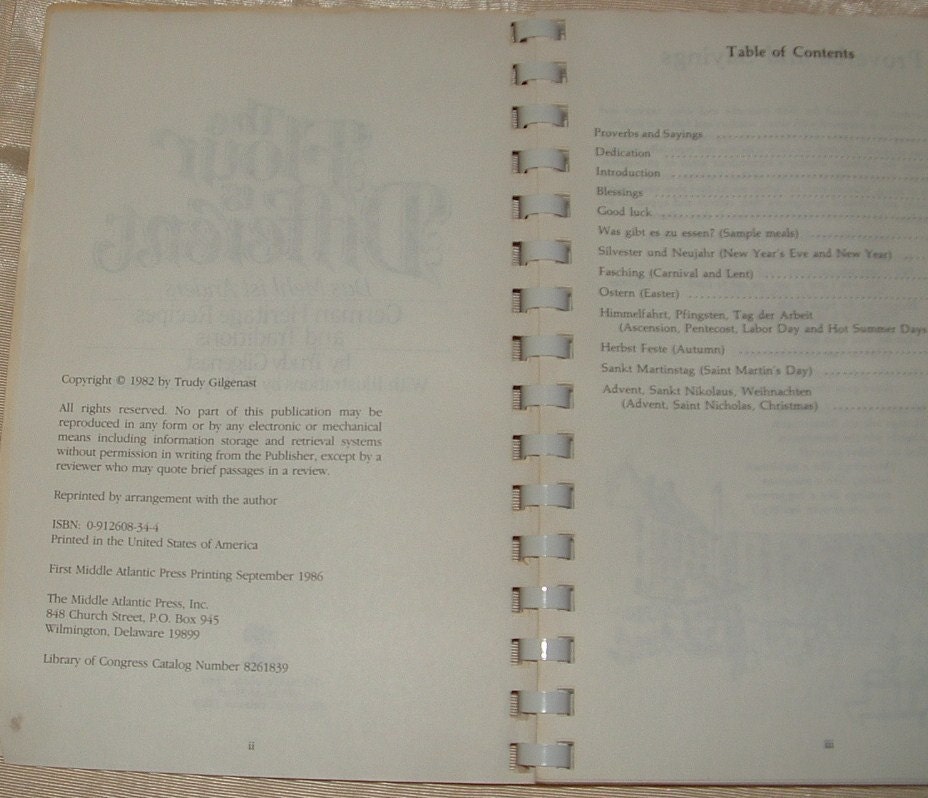 Copyright © 1982 by Trudy Gilgenast
All rights reserved. No part of this publication may be
reproduced in any form or by any electronic or mechanical
means including information storage and retrieval systems
without permission in writing from the Publisher, except by a
reviewer who may quote brief passages in a review.
Reprinted by arrangement with the author
ISBN: 0-912608-34-4
Printed in the United States of America
First Middle Atlantic Press Printing September 1986
The Middle Atlantic Press, Inc.
848 Church Street, P.O. Box 945
Wilmington, Delaware 19899
Library of Congress Catalog Number 8261839
ii
Table of Contents
Proverbs and Sayings
Dedication
Introduction
Blessings
Good luck
Was gibt es zu essen? (Sample meals)
Silvester und Neujahr (New Year's Eve and New Year)
Fasching (Carnival and Lent)
Ostern (Easter)
Himmelfahrt, Pfingsten, Tag der Arbeit
(Ascension, Pentecost, Labor Day and Hot Summer Days
Herbst Feste (Autumn)
Sankt Martinstag (Saint Martin's Day)
Advent, Sankt Nikolaus, Weihnachten
(Advent, Saint Nicholas, Christmas)
iii